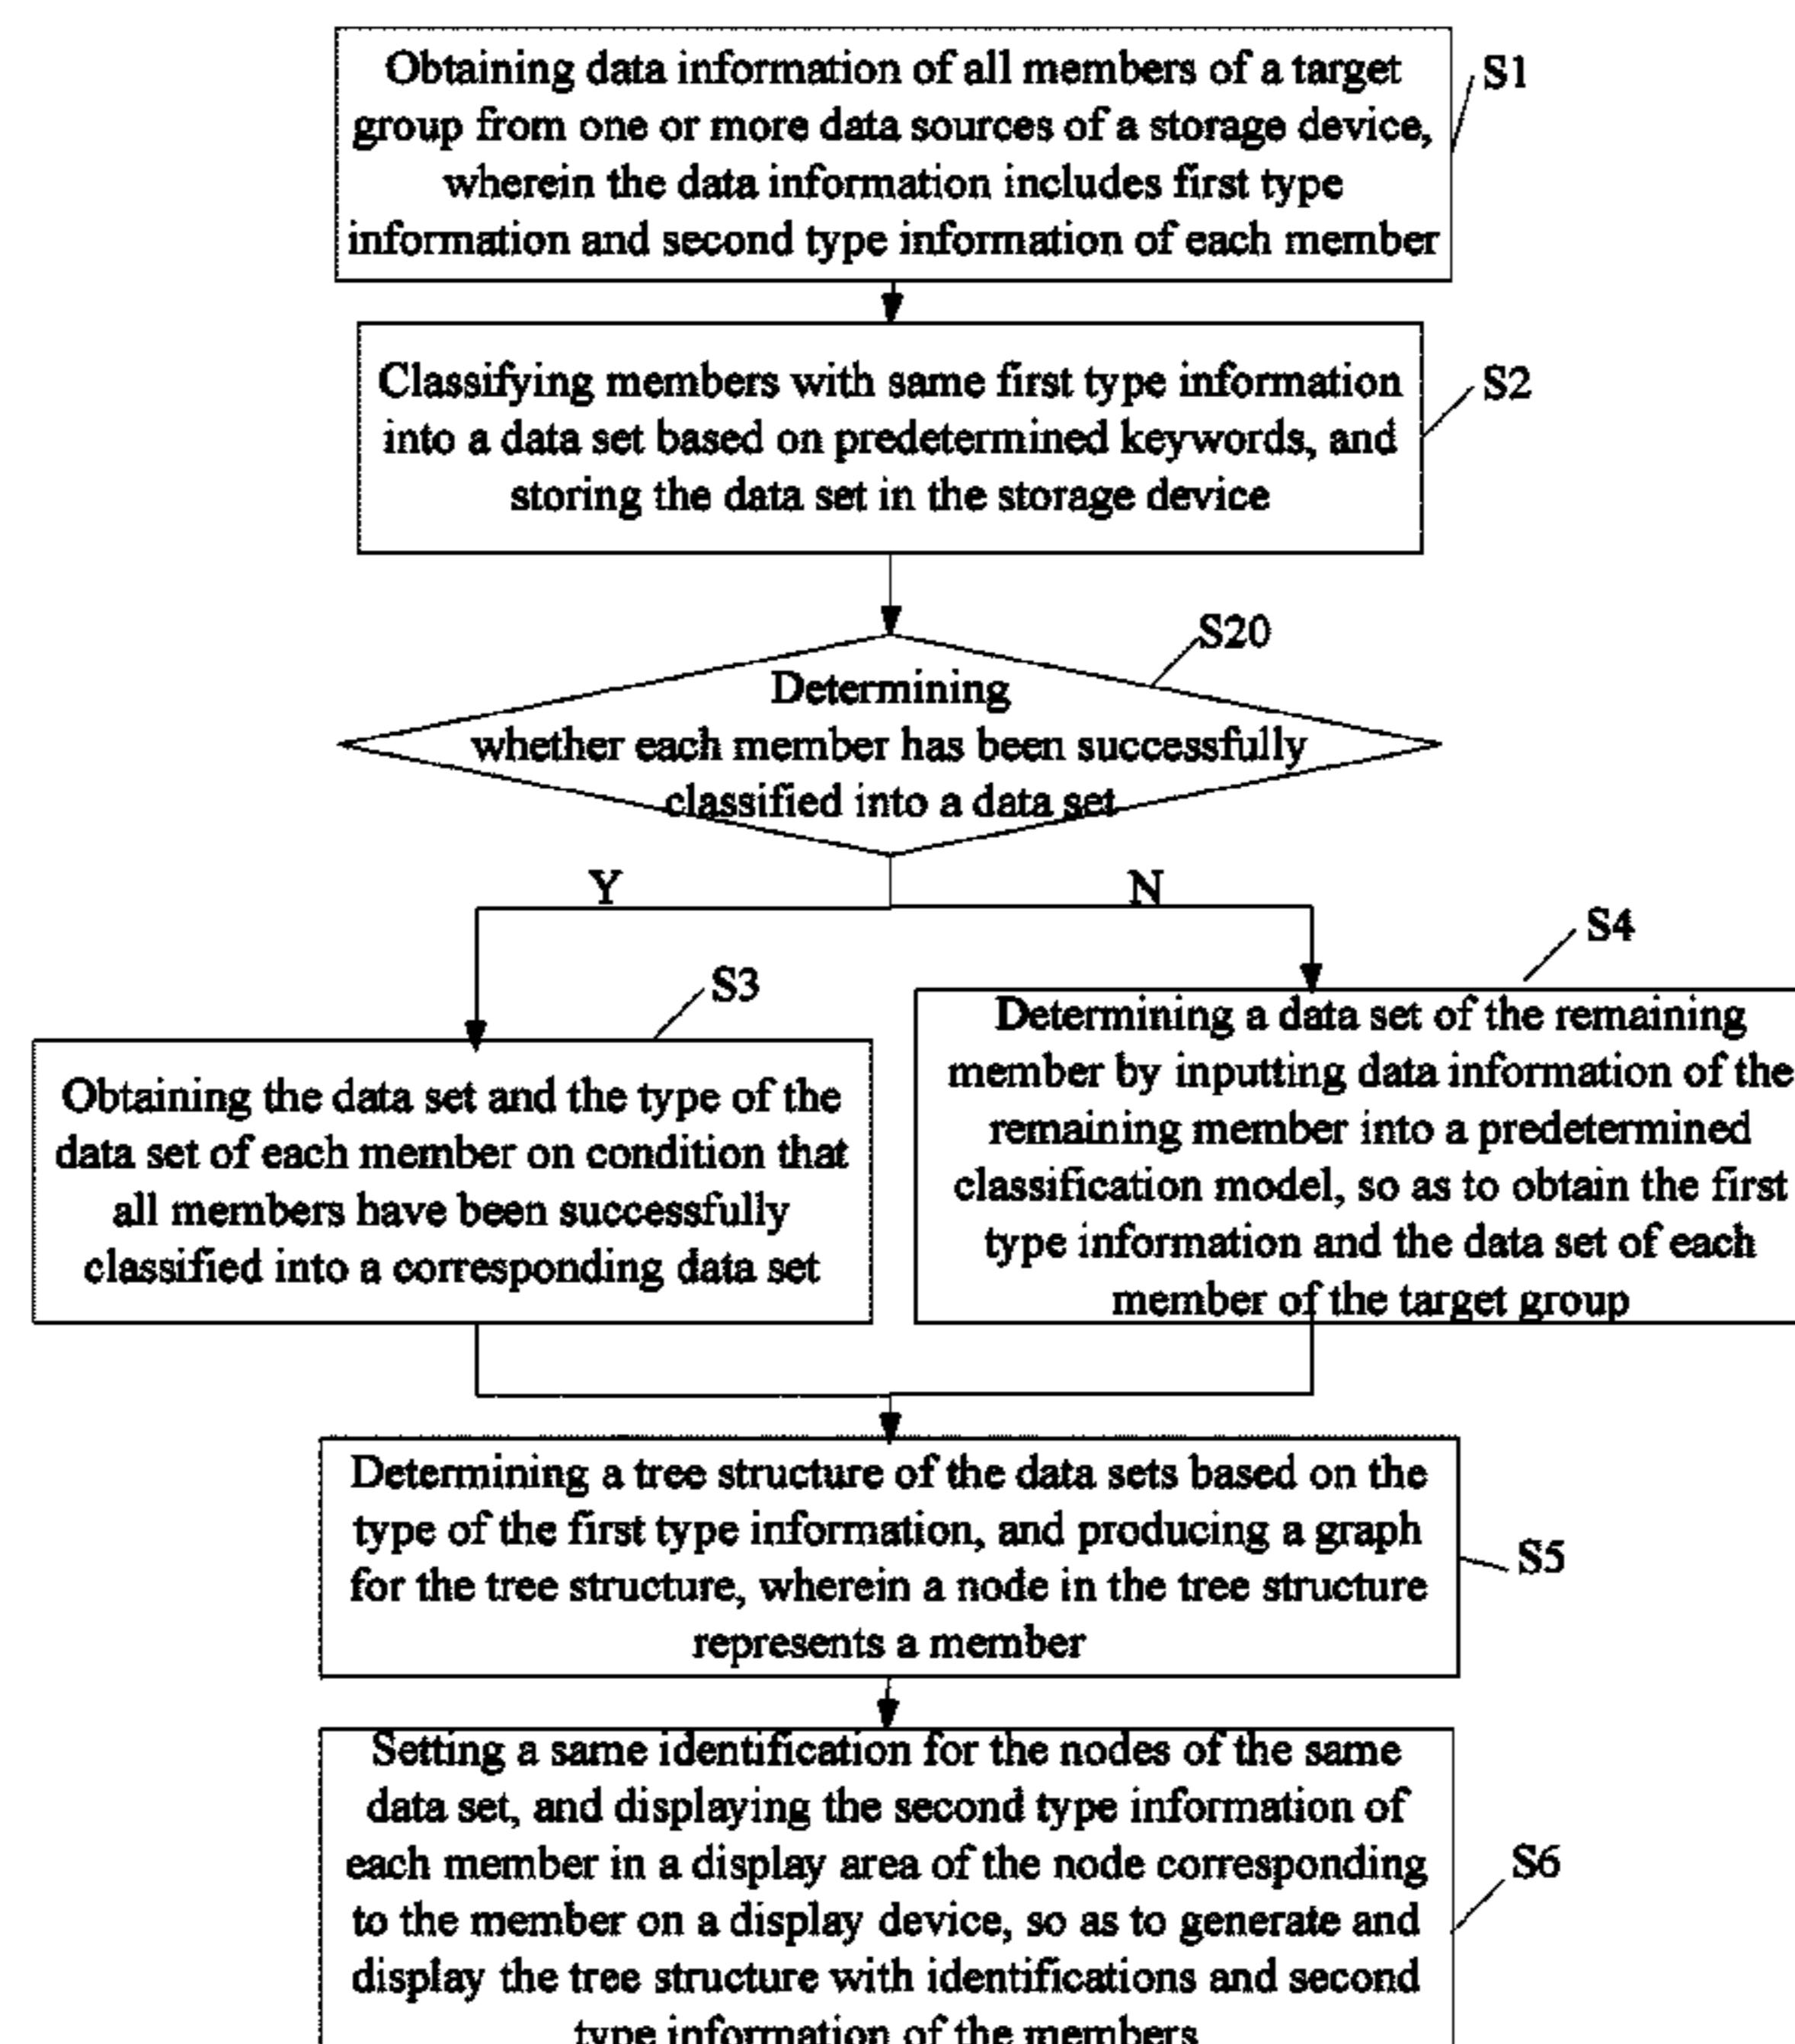 Obtaining data information of all members of a target
group from one or more data sources of a storage device,
wherein the data information includes first type
information and second type information of each member
S1
Classifying members with same first type information
into a data set based on predetermined keywords, and
storing the data set in the storage device
S2
S20
Determining
whether each member has been successfully
classified into a data set
Y
N
S3
Obtaining the data set and the type of the
data set of each member on condition that
all members have been successfully
classified into a corresponding data set
S4
Determining a data set of the remaining
member by inputting data information of the
remaining member into a predetermined
classification model, so as to obtain the first
type information and the data set of each
member of the target group
Determining a tree structure of the data sets based on the
type of the first type information, and producing a graph
for the tree structure, wherein a node in the tree structure
represents a member
S5
Setting a same identification for the nodes of the same
data set, and displaying the second type information of
each member in a display area of the node corresponding
to the member on a display device, so as to generate and
display the tree structure with identifications and second
type information of the members
S6